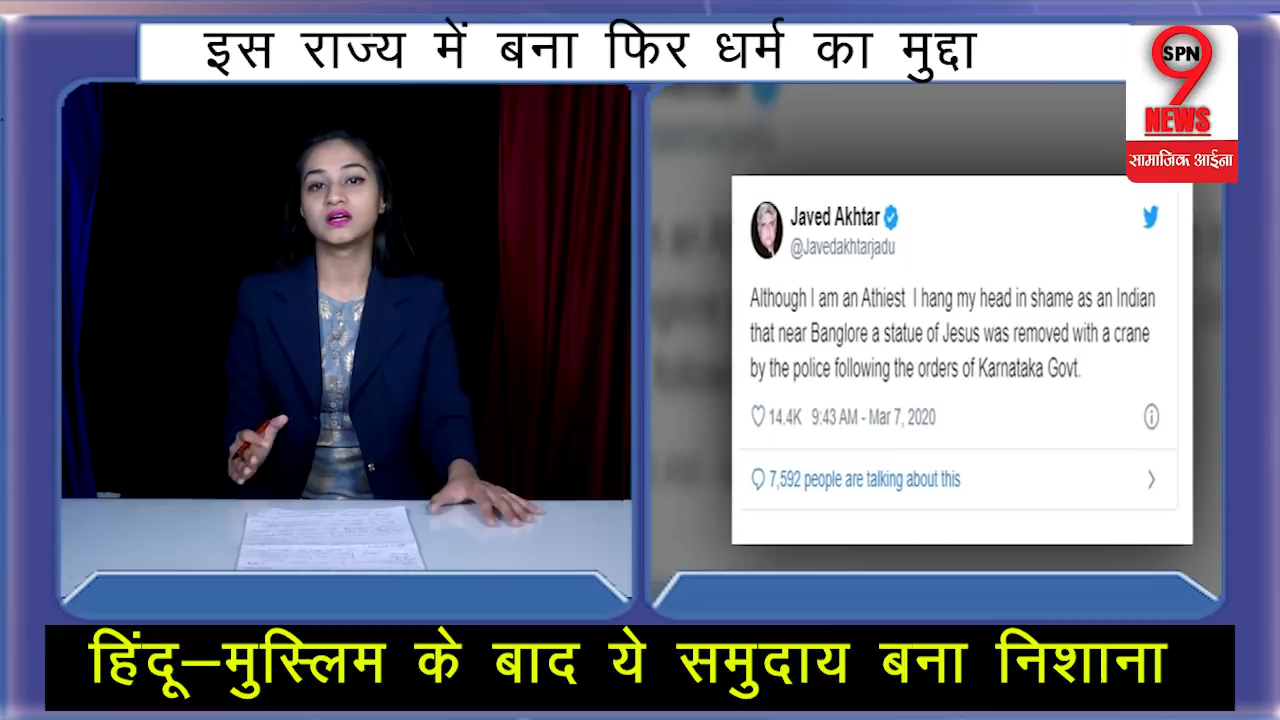 इस राज्य में बना फिर धर्म का मुद्दा
SPN
9
NEWS
सामाजिक आईना
Javed Akhtar
@Javedakhtarjadu
Although I am an Athiest I hang my head in shame as an Indian
that near Banglore a statue of Jesus was removed with a crane
by the police following the orders of Karnataka Govt.
14.4K 9:43 AM - Mar 7, 2020
7,592 people are talking about this
हिंदू–मुस्लिम के बाद ये समुदाय बना निशाना